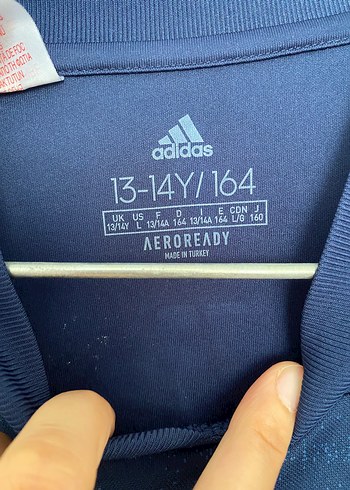 adidas
13-14Y/164
UK US F D I E CDN J
13/14Y L 13/14A 164 13/14A 164 L/G 160
AEROREADY
MADE IN TURKEY